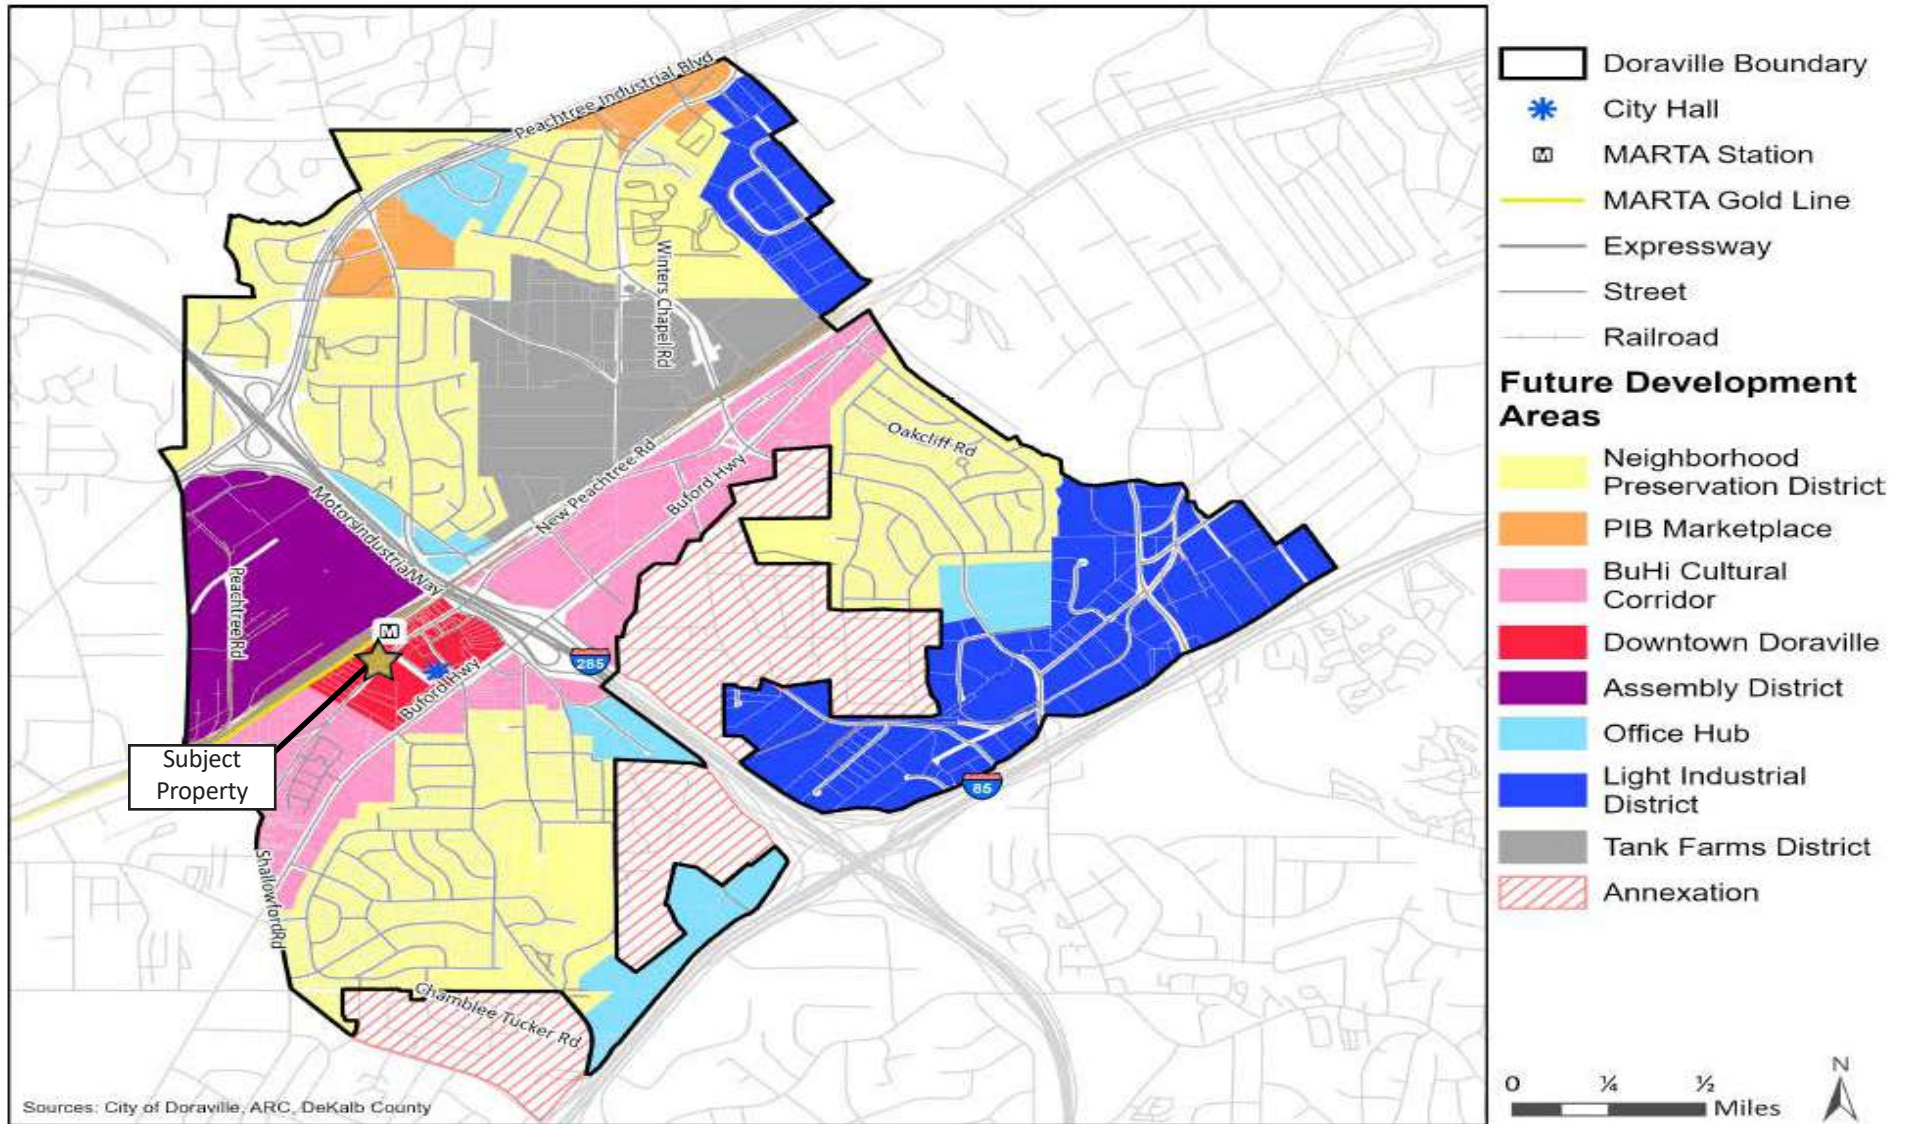 Peachtree Industrial Blvd
Winters Chapel Rd
Oakcliff Rd
New Peachtree Rd
Buford Hwy
Motors Industrial Way
Peachtree Rd
M
285
Buford Hwy
Subject
Property
85
Shallowford Rd
Chamblee Tucker Rd
Sources: City of Doraville, ARC, DeKalb County
Doraville Boundary
City Hall
M
MARTA Station
MARTA Gold Line
Expressway
Street
Railroad
Future Development
Areas
Neighborhood
Preservation District
PIB Marketplace
BuHi Cultural
Corridor
Downtown Doraville
Assembly District
Office Hub
Light Industrial
District
Tank Farms District
Annexation
N
0 ¼ ½
Miles